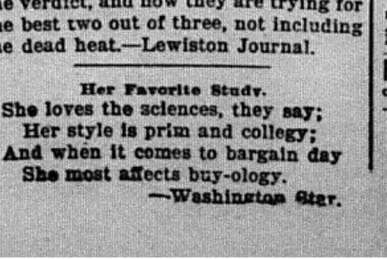 verdict, and how they are trying for
best two out of three, not including
dead heat.—Lewiston Journal.
Her Favorite Study.
She loves the sciences, they say;
Her style is prim and collegy;
And when it comes to bargain day
She most affects buy-ology.
—Washington Star.